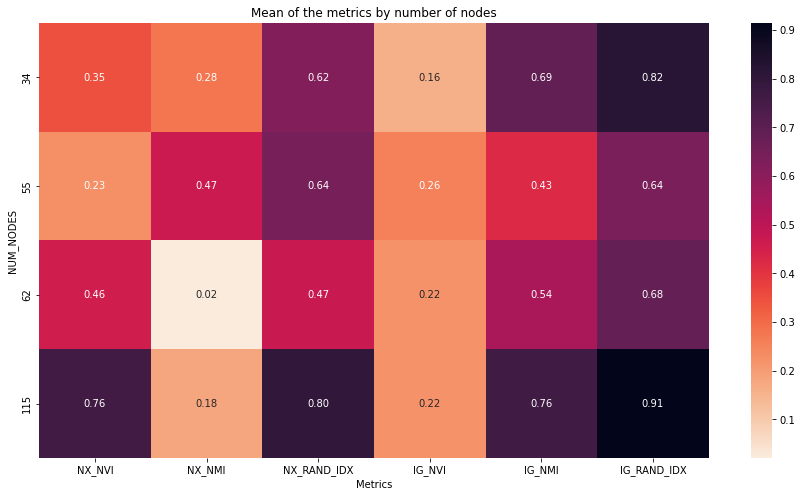 Mean of the metrics by number of nodes
NUM_NODES
34
0.35 0.28 0.62 0.16 0.69 0.82
55
0.23 0.47 0.64 0.26 0.43 0.64
62
0.46 0.02 0.47 0.22 0.54 0.68
115
0.76 0.18 0.80 0.22 0.76 0.91
NX_NVI NX_NMI NX_RAND_IDX IG_NVI IG_NMI IG_RAND_IDX
Metrics
0.9
0.8
0.7
0.6
0.5
0.4
0.3
0.2
0.1